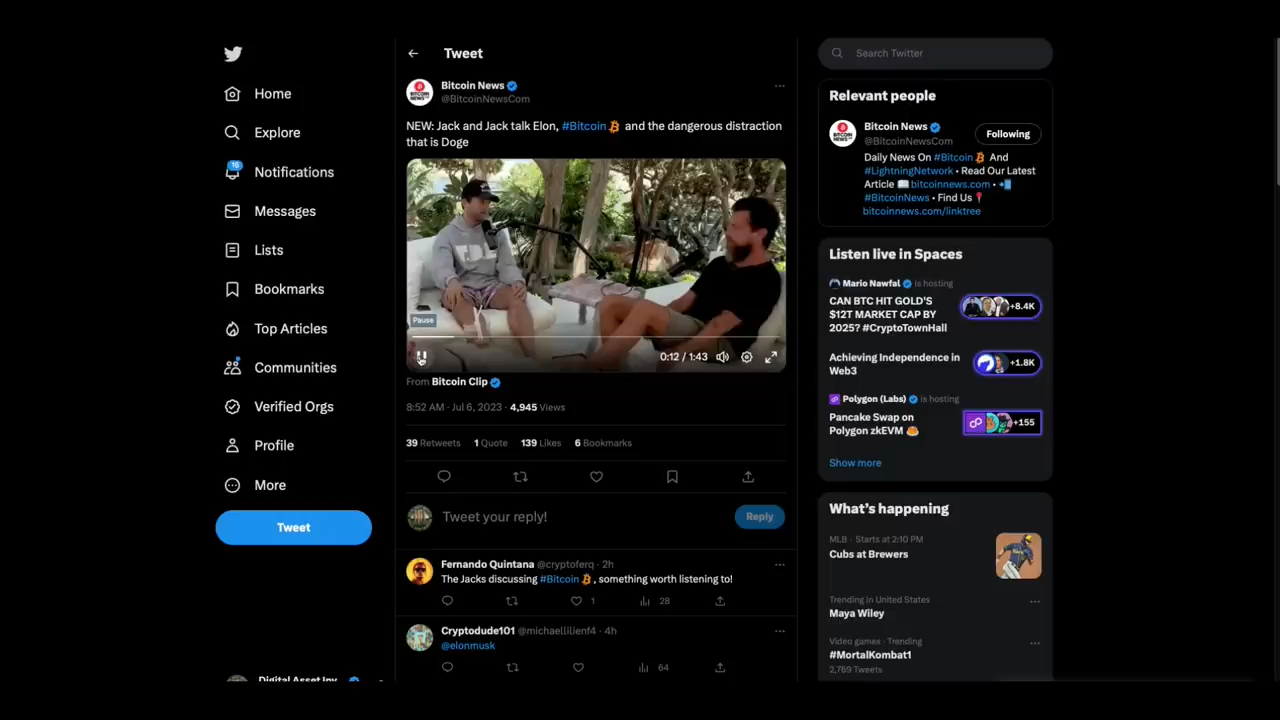 Home
Explore
16
Notifications
Messages
Lists
Bookmarks
Top Articles
Communities
Verified Orgs
Profile
More
Tweet
Tweet
Bitcoin News
@BitcoinNewsCom
NEW: Jack and Jack talk Elon, #Bitcoin and the dangerous distraction
that is Doge
Pause
0:12 / 1:43
From Bitcoin Clip
8:52 AM · Jul 6, 2023 · 4,945 Views
39 Retweets 1 Quote 139 Likes 6 Bookmarks
Tweet your reply!
Reply
Fernando Quintana @cryptoferq · 2h
The Jacks discussing #Bitcoin , something worth listening to!
1
28
Cryptodude101 @michaellilienf4 · 4h
@elonmusk
64
Search Twitter
Relevant people
Bitcoin News
@BitcoinNewsCom
Following
Daily News On #Bitcoin And
#LightningNetwork • Read Our Latest
Article bitcoinnews.com •
#BitcoinNews • Find Us
bitcoinnews.com/linktree
Listen live in Spaces
Mario Nawfal is hosting
CAN BTC HIT GOLD'S
$12T MARKET CAP BY
2025? #CryptoTownHall
+8.4K
Achieving Independence in
Web3
+1.8K
Polygon (Labs) is hosting
Pancake Swap on
Polygon zkEVM
+155
Show more
What's happening
MLB · Starts at 2:10 PM
Cubs at Brewers
Trending in United States
Maya Wiley
Video games · Trending
#MortalKombat1
2,769 Tweets